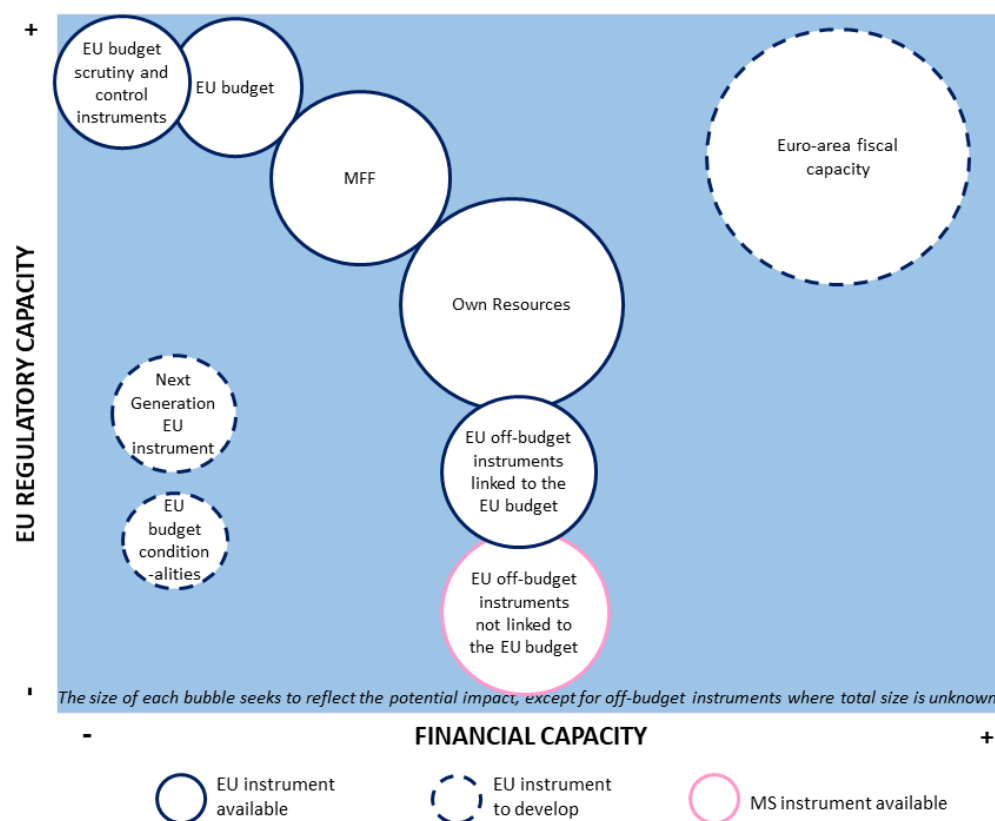 +
EU budget
scrutiny and
control
instruments
EU budget
MFF
Euro-area fiscal
capacity
Own Resources
EU REGULATORY CAPACITY
Next
Generation
EU
instrument
EU off-budget
instruments
linked to the
EU budget
EU
budget
condition
-alities
EU off-budget
instruments
not linked to
the EU budget
-
The size of each bubble seeks to reflect the potential impact, except for off-budget instruments where total size is unknown
-
FINANCIAL CAPACITY
+
EU instrument
available
EU instrument
to develop
MS instrument available